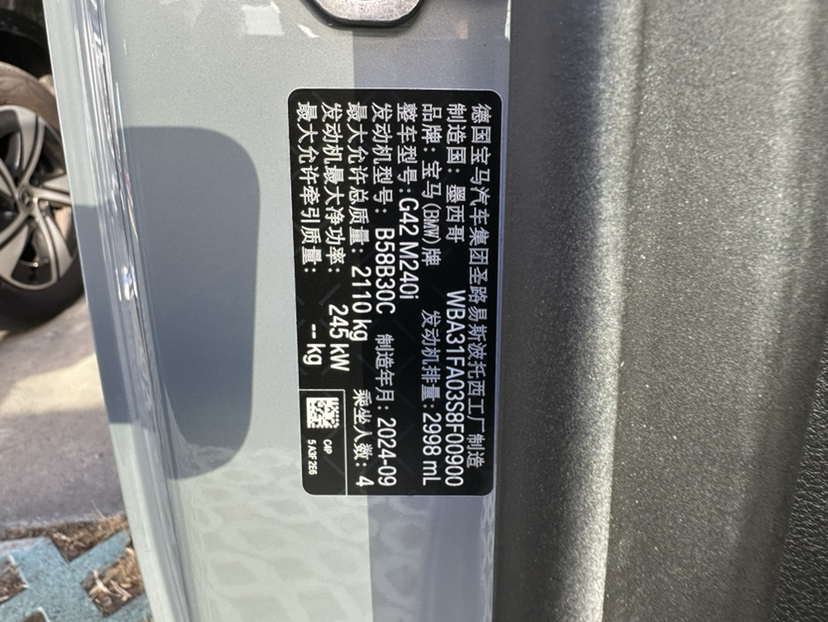 德国宝马汽车集团圣路易斯波托西工厂制造
制造国：墨西哥 WBA31FA03S8F00900
品牌：宝马(BMW)牌 发动机排量：2998 mL
整车型号：G42 M240i
发动机型号： B58B30C 制造年月：2024-09
最大允许总质量： 2110 kg 乘坐人数： 4
发动机最大净功率： 245 kW
最大允许牵引质量： -- kg
C4P
5A3F2E6